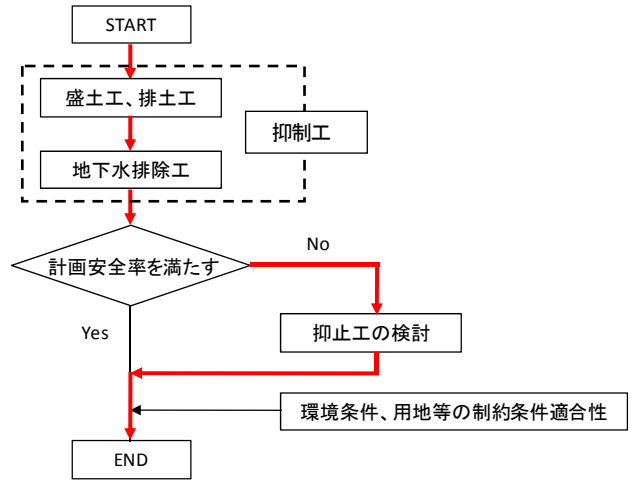 START
盛土工、排土工
抑制工
地下水排除工
計画安全率を満たす
No
Yes
抑止工の検討
環境条件、用地等の制約条件適合性
END